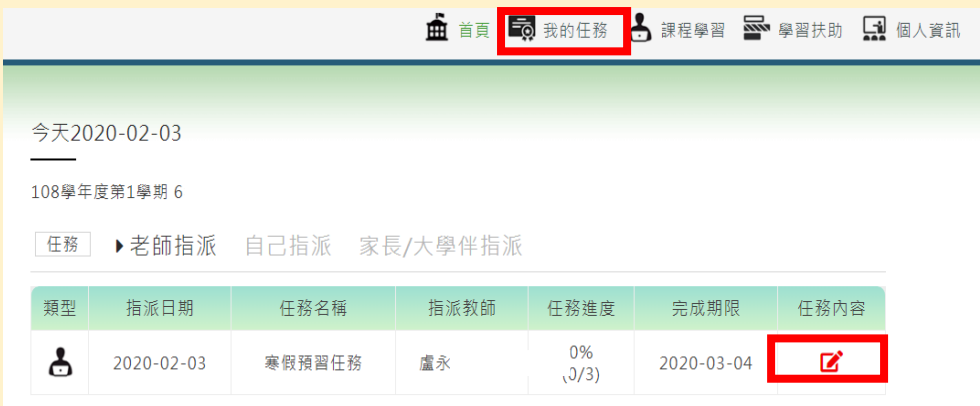 首頁 我的任務 課程學習 學習扶助 個人資訊
今天2020-02-03
108學年度第1學期 6
任務 老師指派 自己指派 家長/大學伴指派
類型 指派日期 任務名稱 指派教師 任務進度 完成期限 任務內容
2020-02-03 寒假預習任務 盧永 0% 2020-03-04
(0/3)